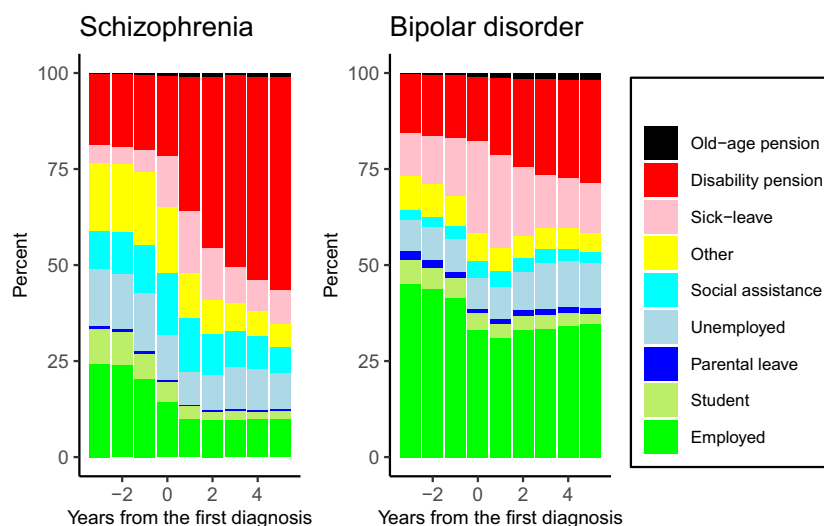 Schizophrenia
Bipolar disorder
100
75
50
25
0
Percent
−2 0 2 4
Years from the first diagnosis
100
75
50
25
0
Percent
−2 0 2 4
Years from the first diagnosis
Old−age pension
Disability pension
Sick−leave
Other
Social assistance
Unemployed
Parental leave
Student
Employed